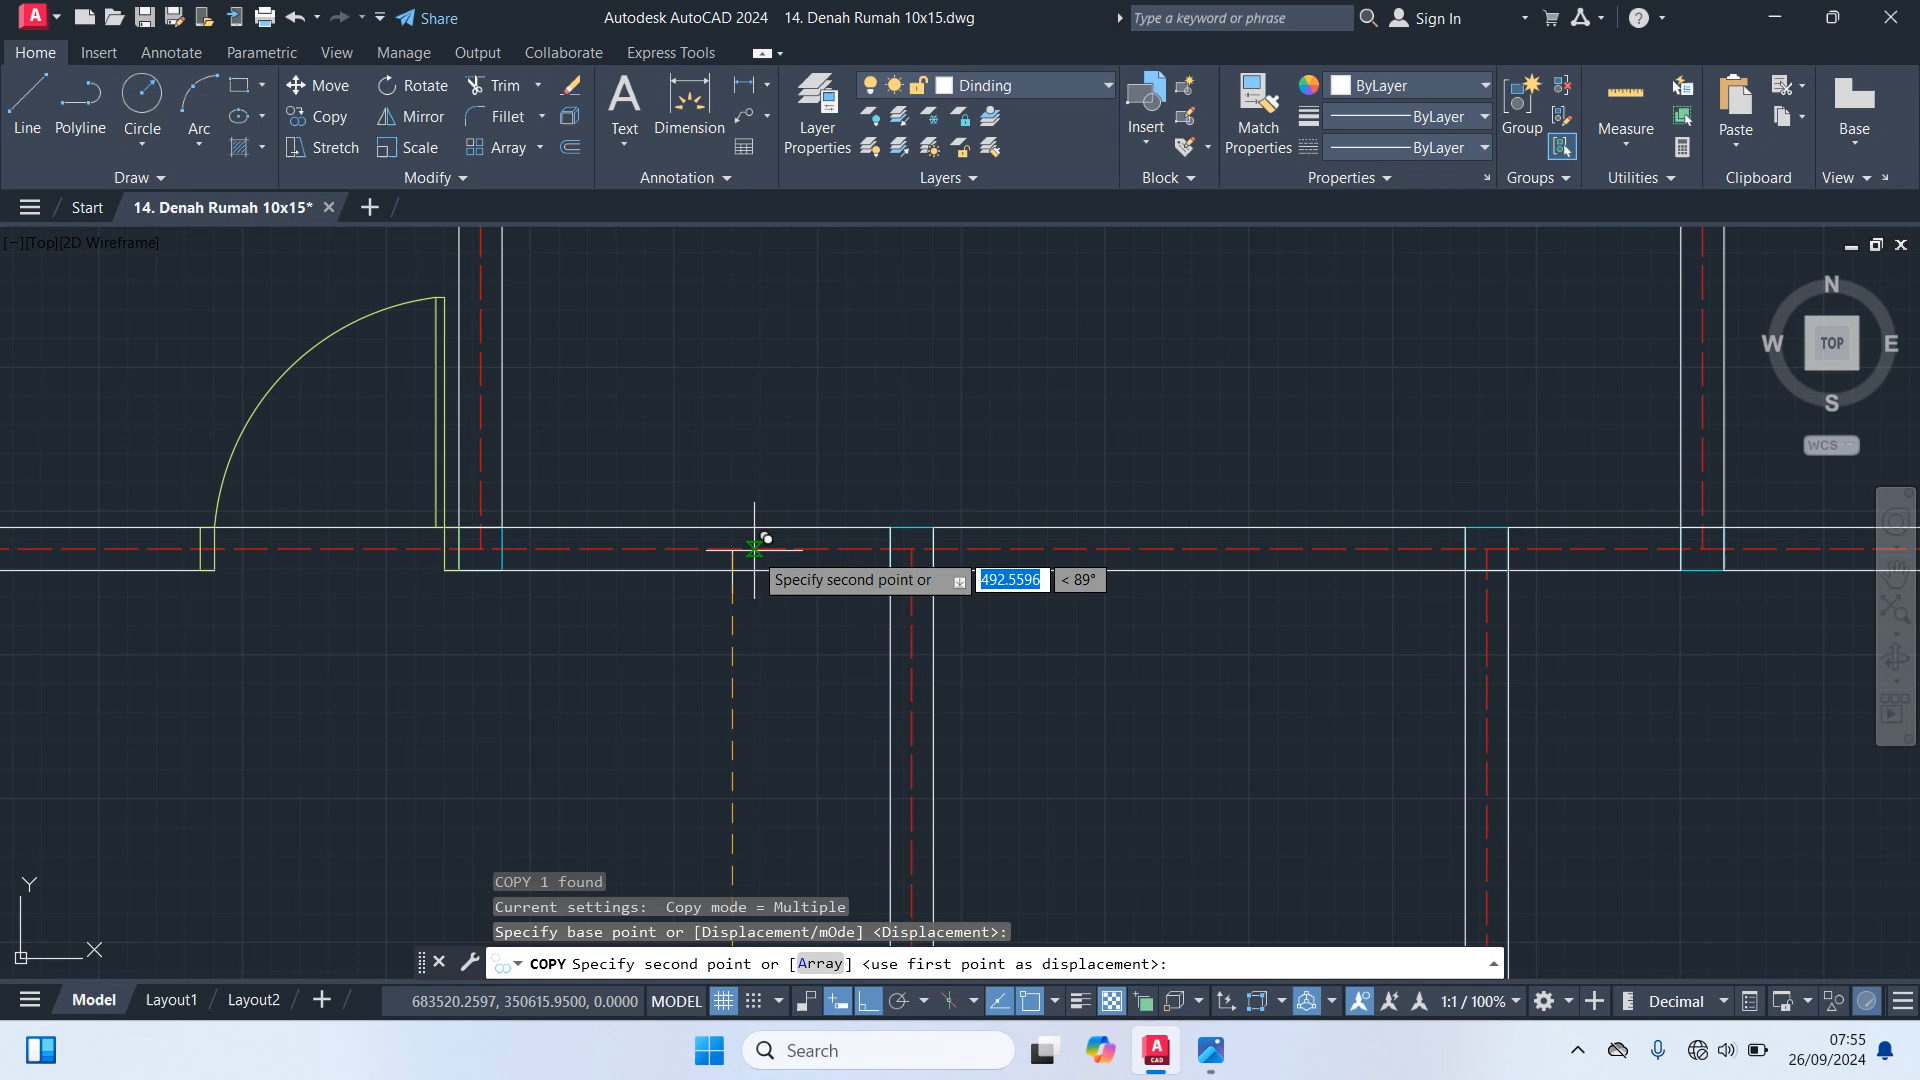 Share
Autodesk AutoCAD 2024 14. Denah Rumah 10x15.dwg
Type a keyword or phrase
Sign In
Home Insert Annotate Parametric View Manage Output Collaborate Express Tools
Line Polyline Circle Arc
Draw
Move Rotate Trim
Copy Mirror Fillet
Stretch Scale Array
Modify
Text Dimension
Annotation
Layer Properties
Dinding
Layers
Insert
Block
Match Properties
ByLayer
ByLayer
ByLayer
Properties
Group
Groups
Measure
Utilities
Paste
Clipboard
Base
View
Start 14. Denah Rumah 10x15*
[−][Top][2D Wireframe]
N
W TOP E
S
WCS
Specify second point or 492.5596 < 89°
COPY 1 found
Current settings: Copy mode = Multiple
Specify base point or [Displacement/mOde] <Displacement>:
COPY Specify second point or [Array] <use first point as displacement>:
Y
X
Model Layout1 Layout2
683520.2597, 350615.9500, 0.0000 MODEL
1:1 / 100% Decimal
Search
A
CAD
07:55
26/09/2024